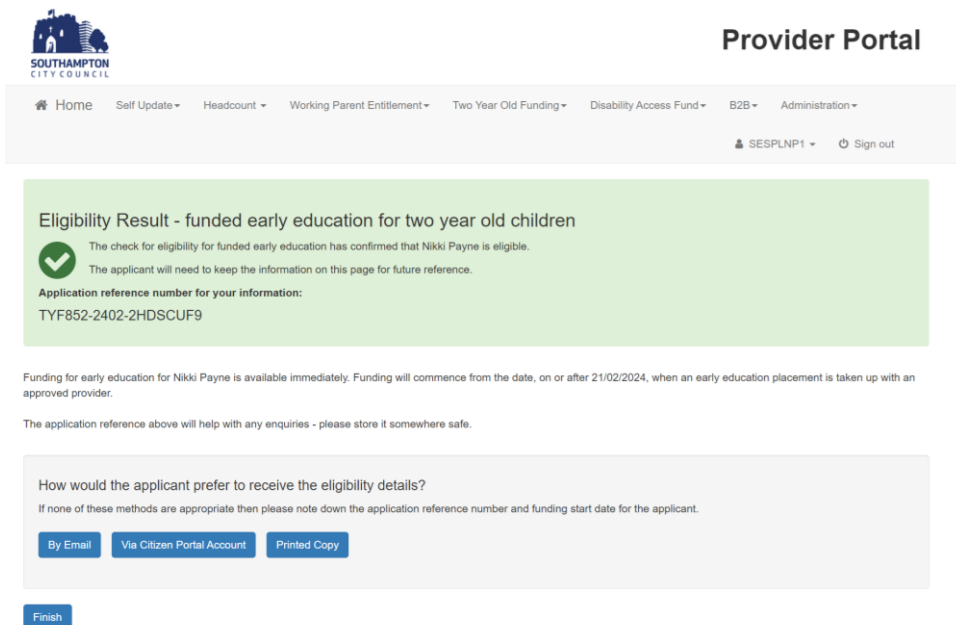 SOUTHAMPTON
CITY COUNCIL
Provider Portal
Home Self Update Headcount Working Parent Entitlement Two Year Old Funding Disability Access Fund B2B Administration
SESPLNP1 Sign out
Eligibility Result - funded early education for two year old children
The check for eligibility for funded early education has confirmed that Nikki Payne is eligible.
The applicant will need to keep the information on this page for future reference.
Application reference number for your information:
TYF852-2402-2HDSCUF9
Funding for early education for Nikki Payne is available immediately. Funding will commence from the date, on or after 21/02/2024, when an early education placement is taken up with an
approved provider.
The application reference above will help with any enquiries - please store it somewhere safe.
How would the applicant prefer to receive the eligibility details?
If none of these methods are appropriate then please note down the application reference number and funding start date for the applicant.
By Email Via Citizen Portal Account Printed Copy
Finish